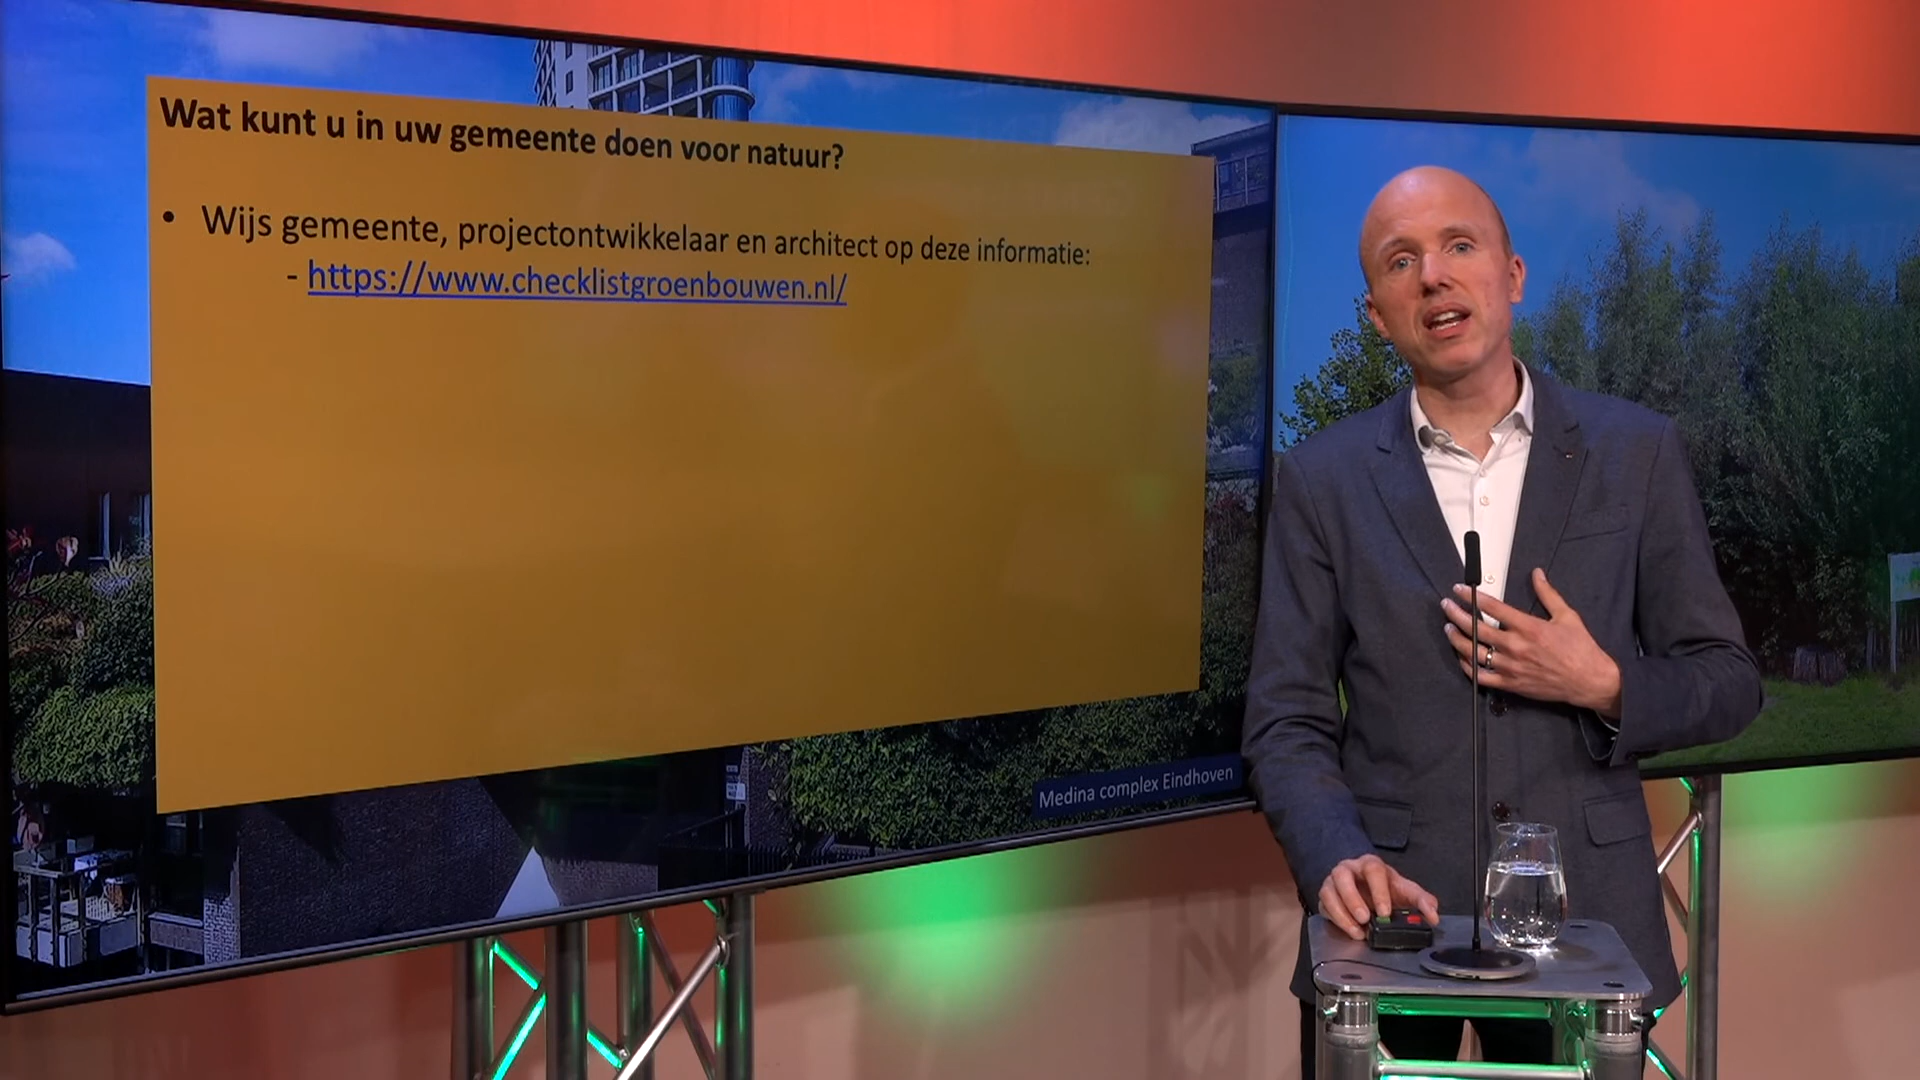 Wat kunt u in uw gemeente doen voor natuur?
• Wijs gemeente, projectontwikkelaar en architect op deze informatie:
- https://www.checklistgroenbouwen.nl/
Medina complex Eindhoven